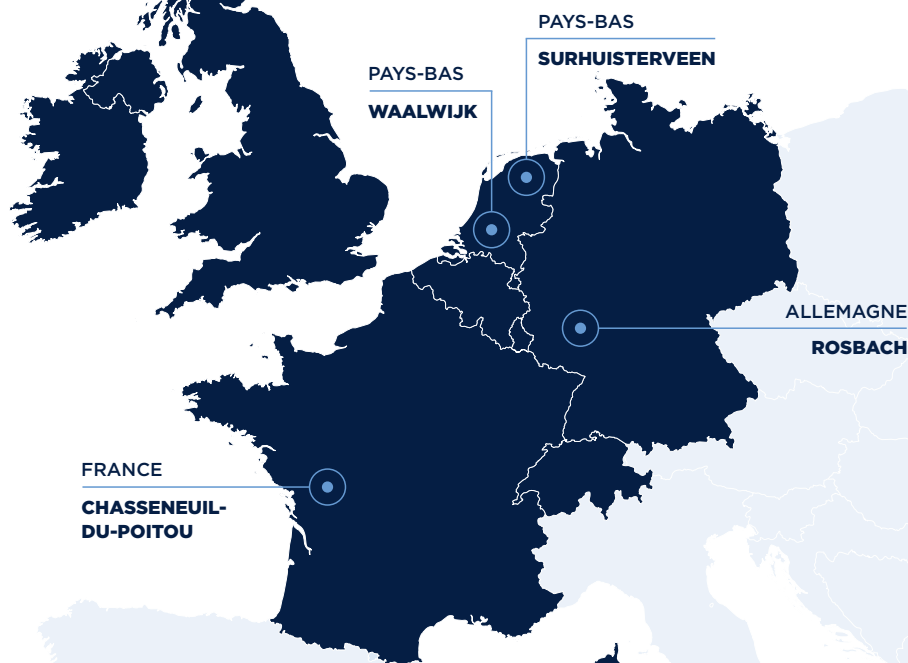 PAYS-BAS
SURHUISTERVEEN
PAYS-BAS
WAALWIJK
ALLEMAGNE
ROSBACH
FRANCE
CHASSENEUIL-
DU-POITOU